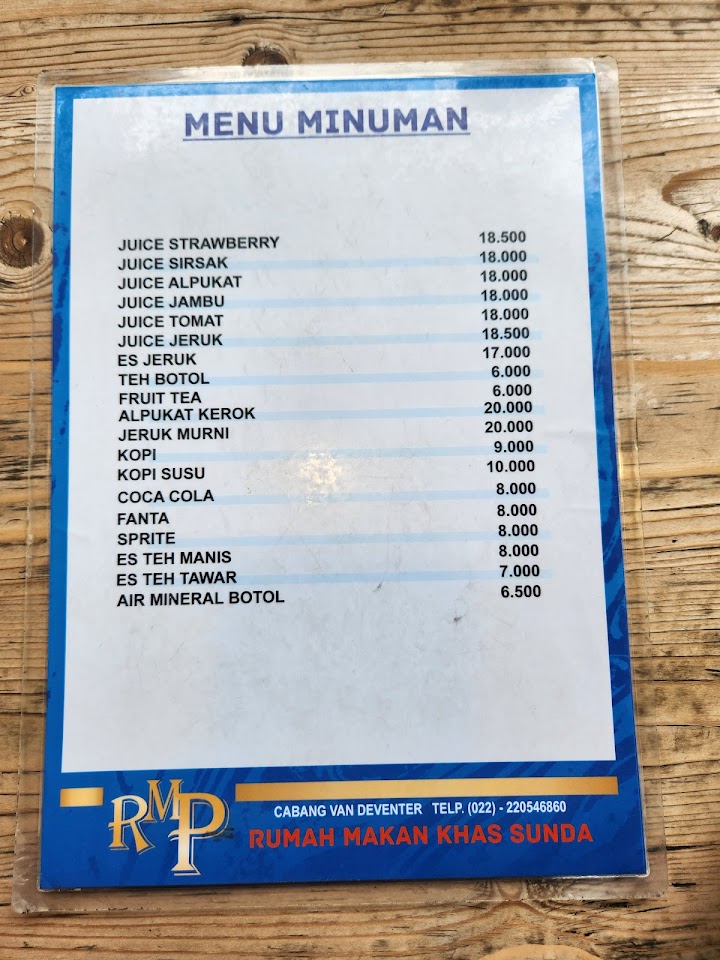 MENU MINUMAN
JUICE STRAWBERRY 18.500
JUICE SIRSAK 18.000
JUICE ALPUKAT 18.000
JUICE JAMBU 18.000
JUICE TOMAT 18.000
JUICE JERUK 18.500
ES JERUK 17.000
TEH BOTOL 6.000
FRUIT TEA 6.000
ALPUKAT KEROK 20.000
JERUK MURNI 20.000
KOPI 9.000
KOPI SUSU 10.000
COCA COLA 8.000
FANTA 8.000
SPRITE 8.000
ES TEH MANIS 8.000
ES TEH TAWAR 7.000
AIR MINERAL BOTOL 6.500
RMP
CABANG VAN DEVENTER TELP. (022) - 220546860
RUMAH MAKAN KHAS SUNDA